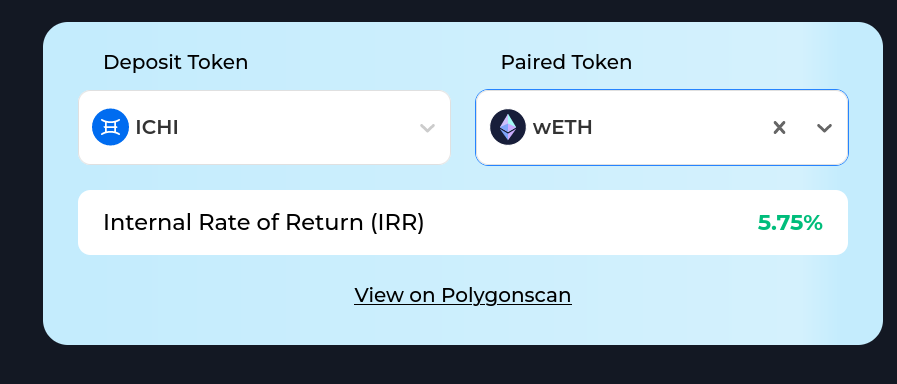 Deposit Token
Paired Token
ICHI
wETH
Internal Rate of Return (IRR)
5.75%
View on Polygonscan